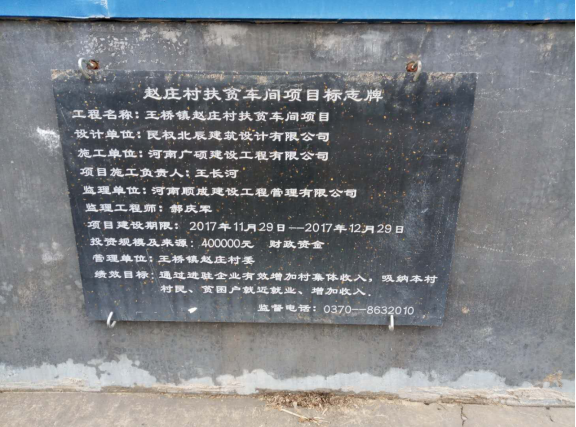 赵庄村扶贫车间项目标志牌
工程名称：王桥镇赵庄村扶贫车间项目
设计单位：民权北辰建筑设计有限公司
施工单位：河南广硕建设工程有限公司
项目施工负责人：王长河
监理单位：河南顾成建设工程管理有限公司
监理工程师：郜庆军
项目建设期限：2017年11月29日--2017年12月29日
投资规模及来源：400000元 财政资金
管理单位：王桥镇赵庄村委
绩效目标：通过进驻企业有效增加村集体收入，吸纳本村
村民、贫困户就近就业、增加收入.
监督电话：0370--8632010